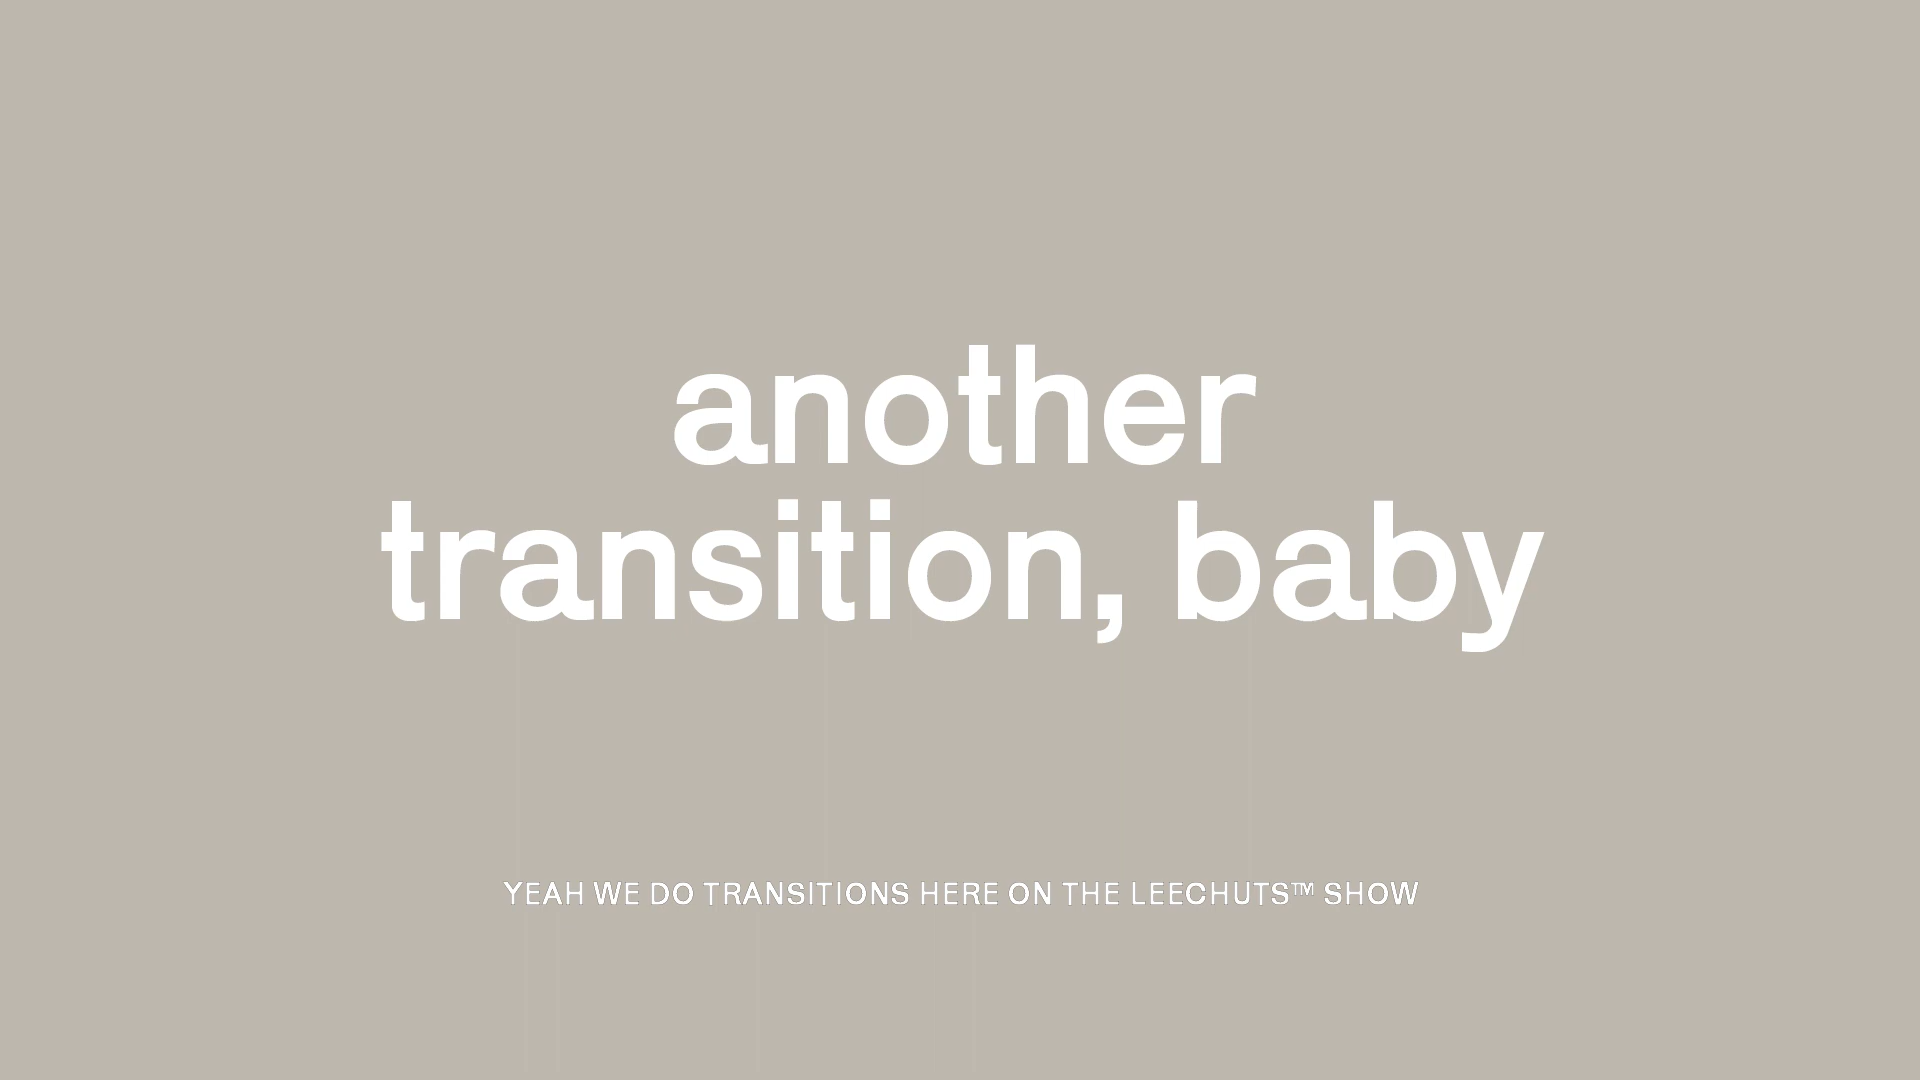 another
transition, baby
YEAH WE DO TRANSITIONS HERE ON THE LEECHUTS™ SHOW